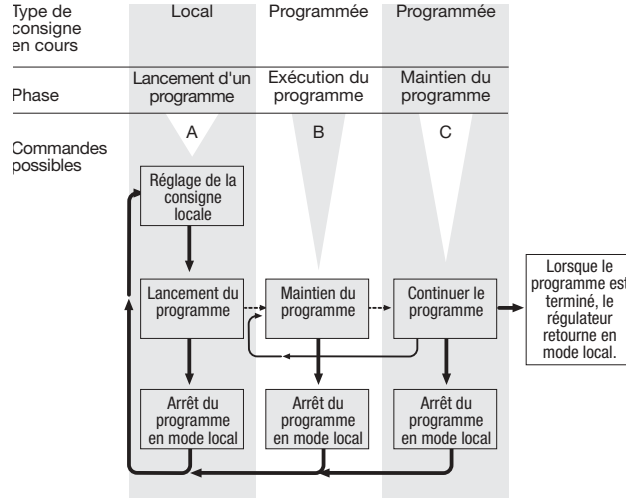 Type de
consigne
en cours
Local
Programmée
Programmée
Phase
Lancement d'un
programme
Exécution du
programme
Maintien du
programme
Commandes
possibles
A
B
C
Réglage de la
consigne
locale
Lancement du
programme
Maintien du
programme
Continuer le
programme
Lorsque le
programme est
terminé, le
régulateur
retourne en
mode local.
Arrêt du
programme
en mode local
Arrêt du
programme
en mode local
Arrêt du
programme
en mode local